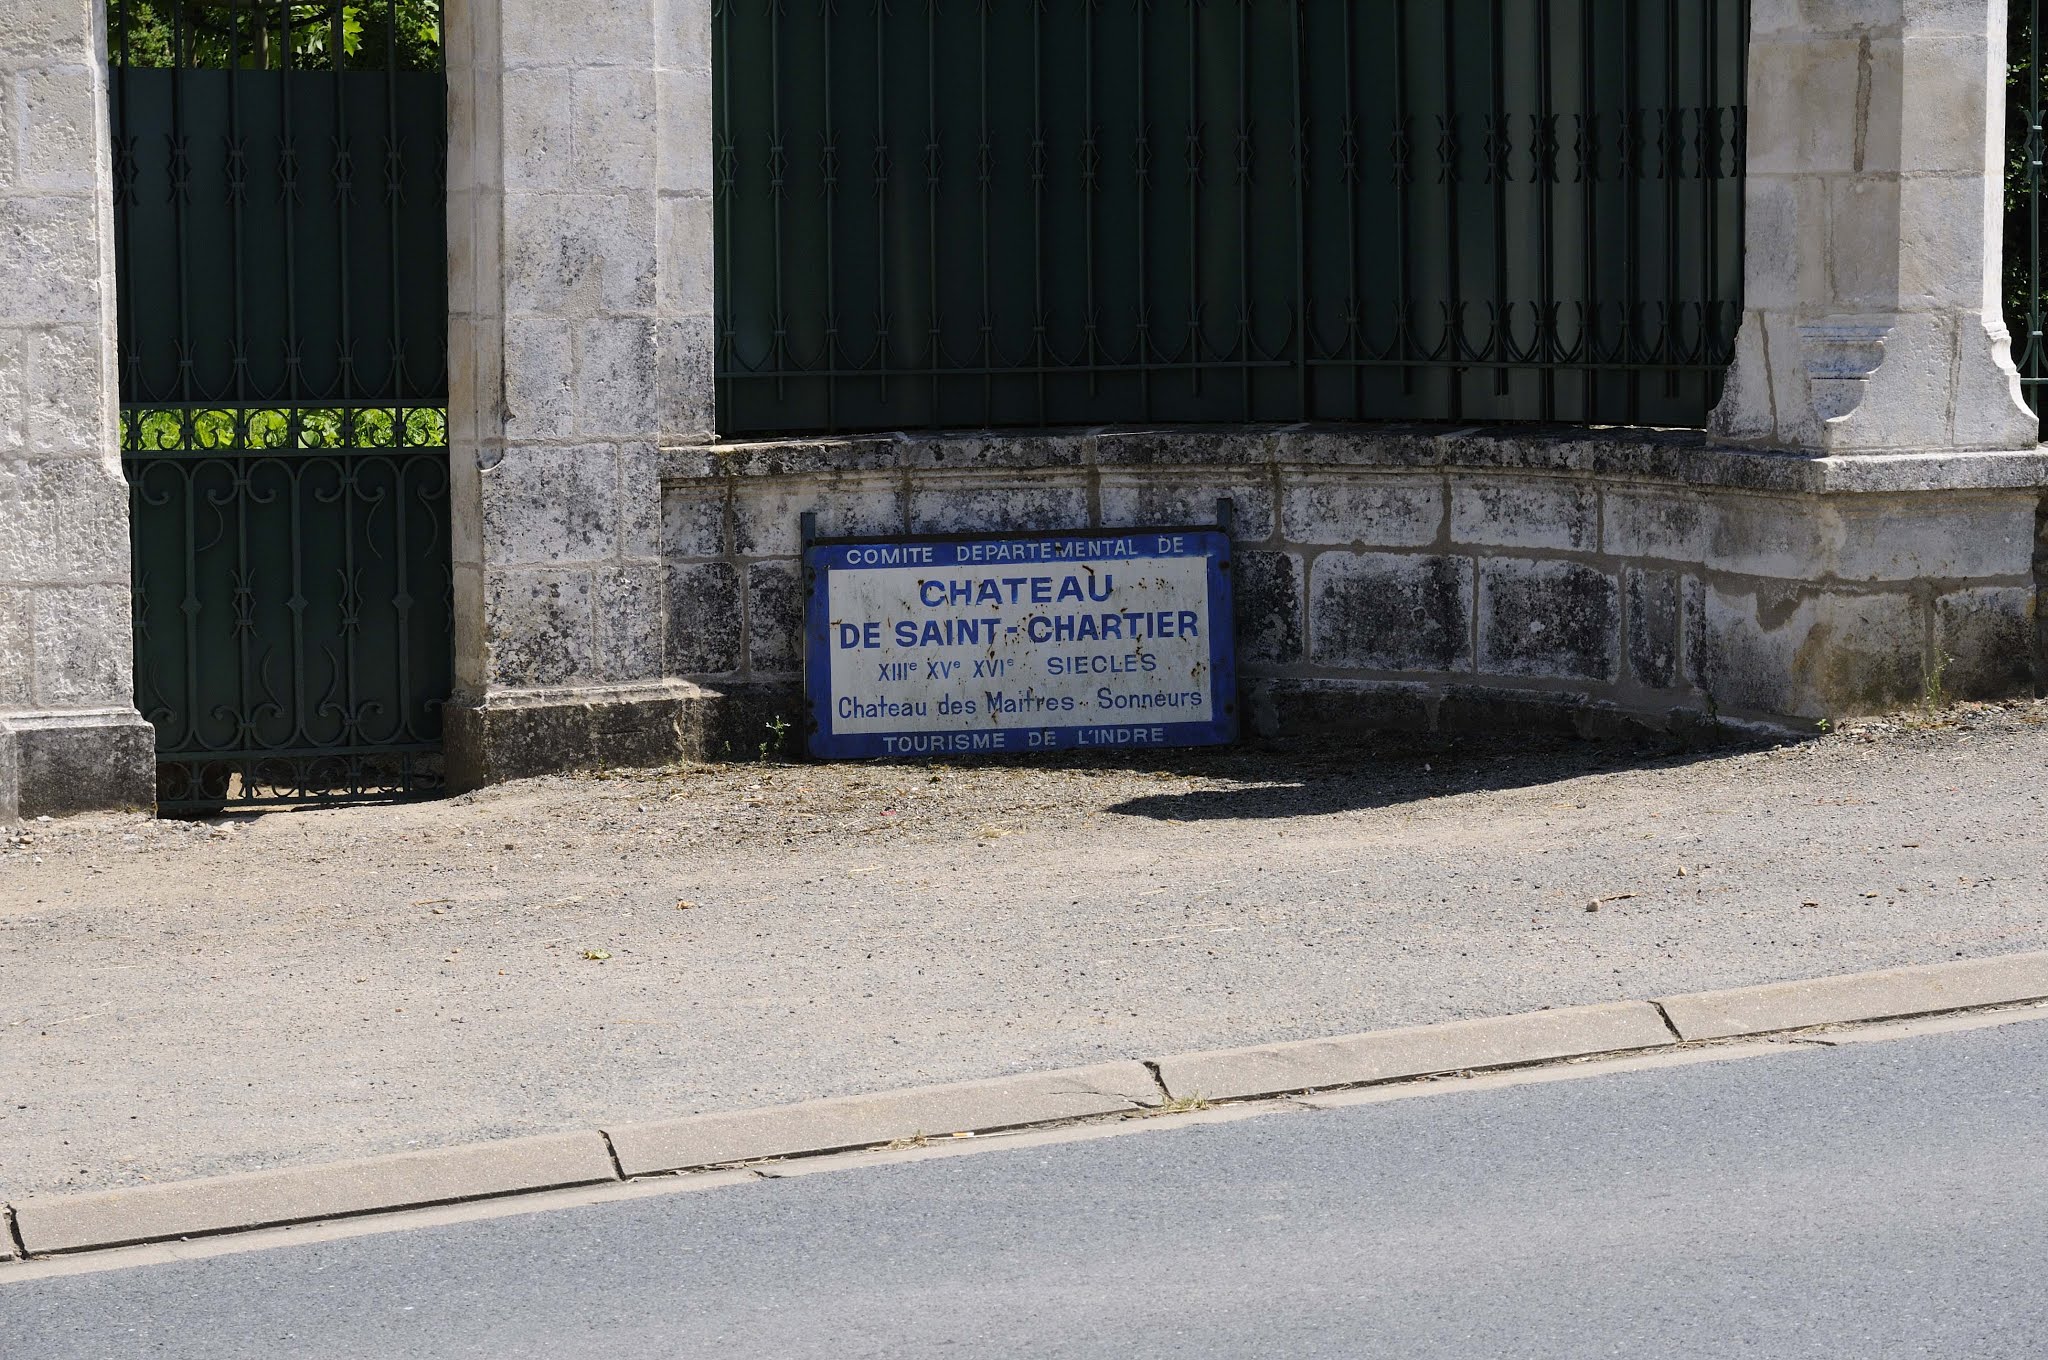 COMITE DEPARTEMENTAL DE
CHATEAU
DE SAINT-CHARTIER
XIIIe XVe XVIe SIECLES
Chateau des Maitres-Sonneurs
TOURISME DE L'INDRE